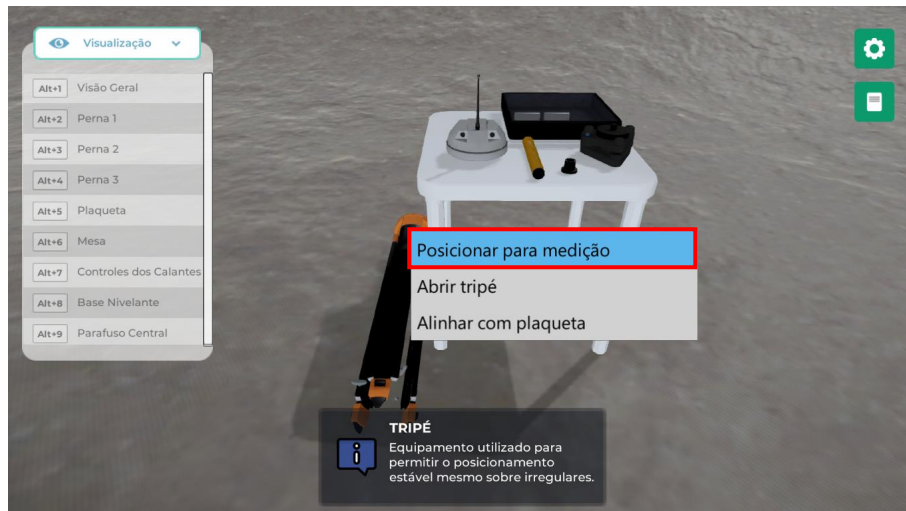 Visualização
Alt+1 Visão Geral
Alt+2 Perna 1
Alt+3 Perna 2
Alt+4 Perna 3
Alt+5 Plaqueta
Alt+6 Mesa
Alt+7 Controles dos Calantes
Alt+8 Base Nivelante
Alt+9 Parafuso Central
Posicionar para medição
Abrir tripé
Alinhar com plaqueta
TRIPÉ
Equipamento utilizado para
permitir o posicionamento
estável mesmo sobre irregulares.